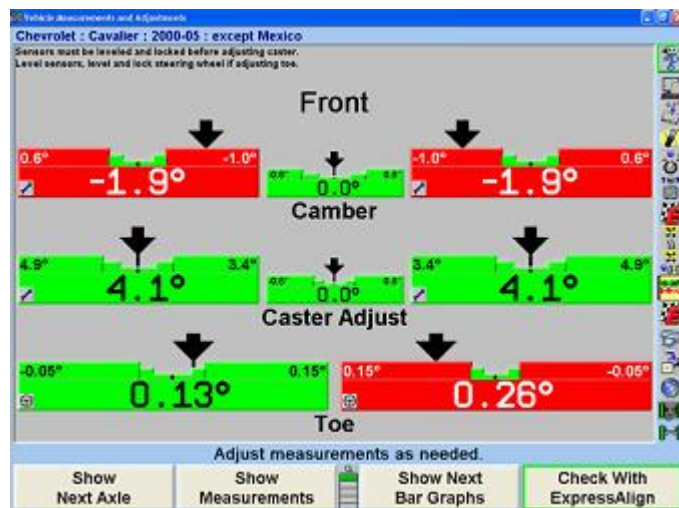 Vehicle Measurements and Adjustments
Chevrolet : Cavalier : 2000-05 : except Mexico
Sensors must be leveled and locked before adjusting caster.
Level sensors, level and lock steering wheel if adjusting toe.
Front
0.6° -1.0° -1.0° 0.6°
-1.9° 0.0° -1.9°
Camber
4.9° 3.4° 3.4° 4.9°
4.1° 0.0° 4.1°
Caster Adjust
-0.05° 0.15° 0.15° -0.05°
0.13° 0.26°
Toe
Adjust measurements as needed.
Show Show Show Next Check With
Next Axle Measurements Bar Graphs ExpressAlign